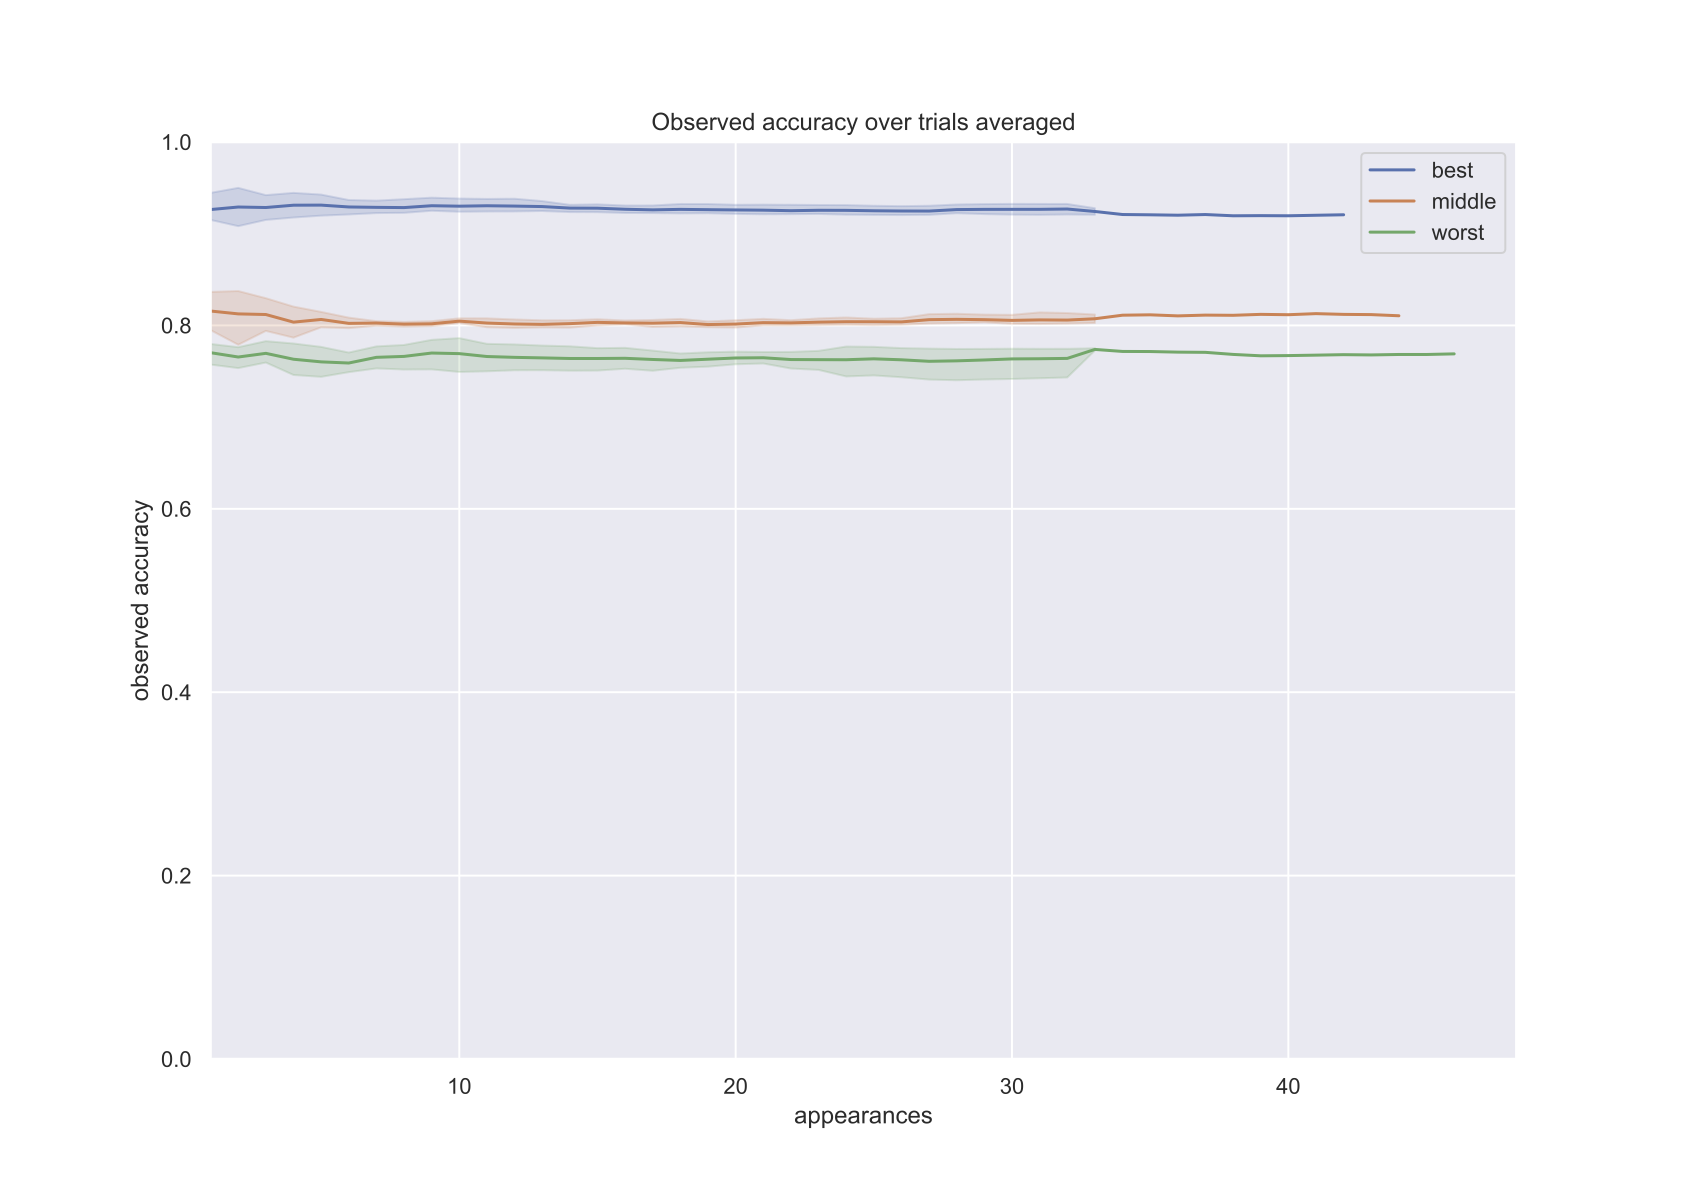 Observed accuracy over trials averaged
1.0
0.8
0.6
0.4
0.2
0.0
observed accuracy
best
middle
worst
10 20 30 40
appearances